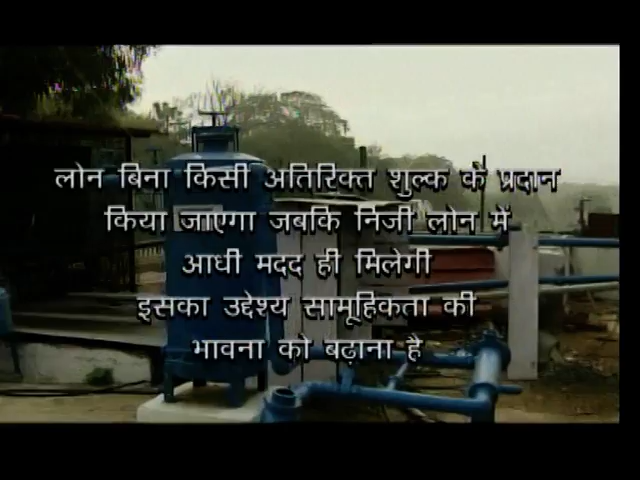 लोन बिना किसी अतिरिक्त शुल्क के प्रदान
किया जाएगा जबकि निजी लोन में
आधी मदद ही मिलेगी
इसका उद्देश्य सामूहिकता की
भावना को बढ़ाना है